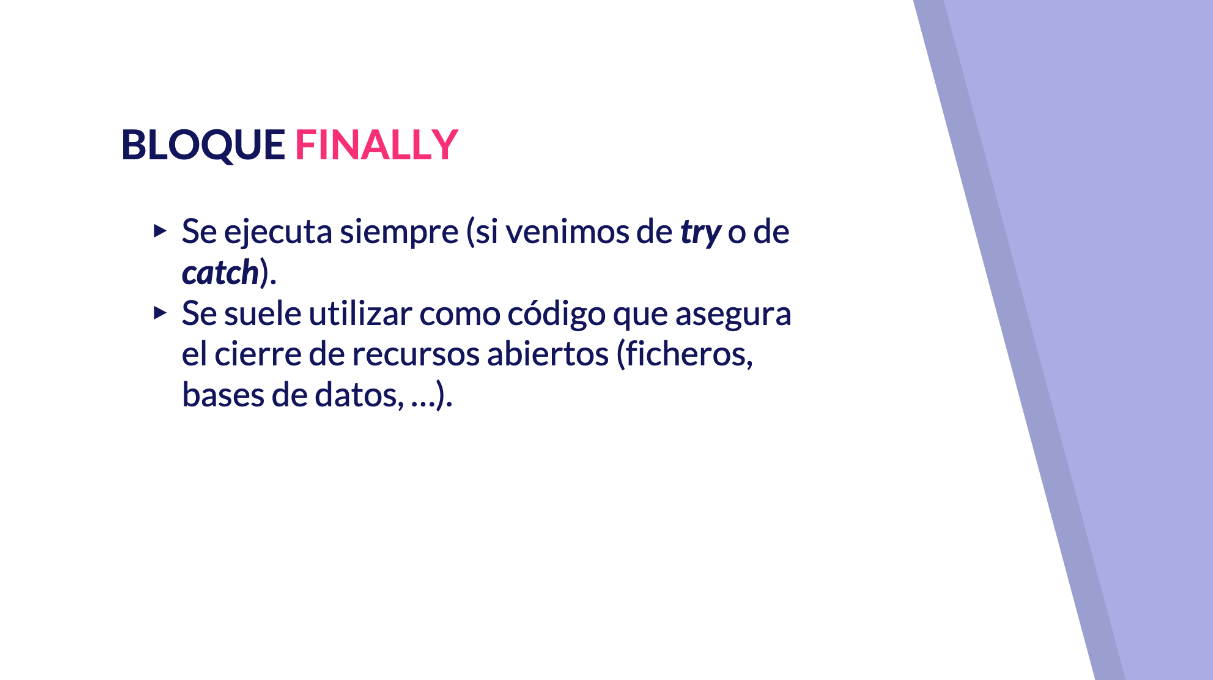 BLOQUE FINALLY
▸ Se ejecuta siempre (si venimos de try o de
catch).
▸ Se suele utilizar como código que asegura
el cierre de recursos abiertos (ficheros,
bases de datos, …).